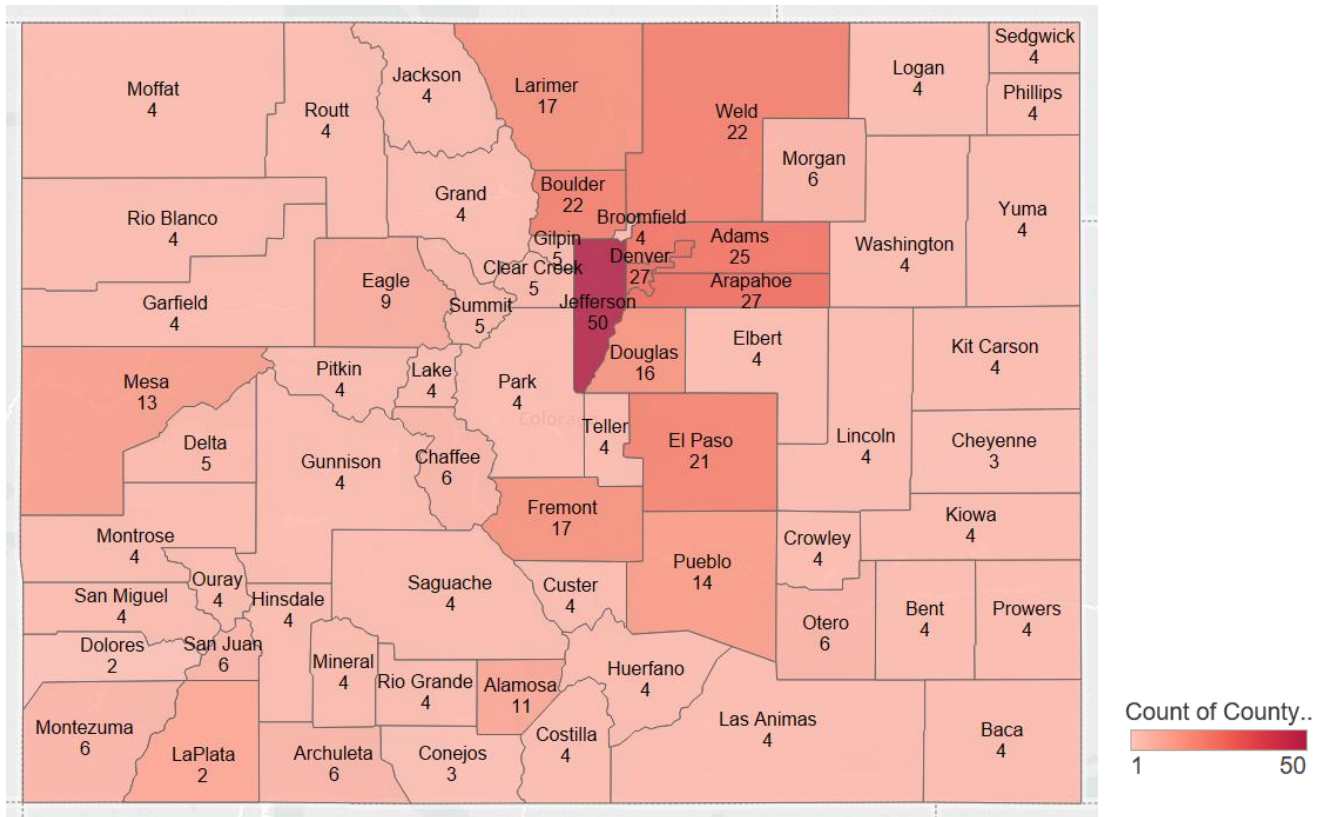 Sedgwick
4
Jackson
4
Logan
4
Larimer
17
Moffat
4
Phillips
4
Routt
4
Weld
22
Morgan
6
Boulder
22
Grand
4
Yuma
4
Rio Blanco
4
Broomfield
4
Adams
25
Gilpin
5
Washington
4
Denver
27
Clear Creek
5
Eagle
9
Arapahoe
27
Garfield
4
Summit
5
Jefferson
50
Elbert
4
Kit Carson
4
Douglas
16
Pitkin
4
Lake
4
Mesa
13
Park
4
Colorado
Teller
4
El Paso
21
Lincoln
4
Cheyenne
3
Delta
5
Gunnison
4
Chaffee
6
Fremont
17
Kiowa
4
Montrose
4
Crowley
4
Pueblo
14
Ouray
4
Saguache
4
Custer
4
San Miguel
4
Hinsdale
4
Bent
4
Prowers
4
Otero
6
Dolores
2
San Juan
6
Mineral
4
Huerfano
4
Rio Grande
4
Alamosa
11
Count of County..
1 50
Las Animas
4
Montezuma
6
Baca
4
Costilla
4
LaPlata
2
Archuleta
6
Conejos
3